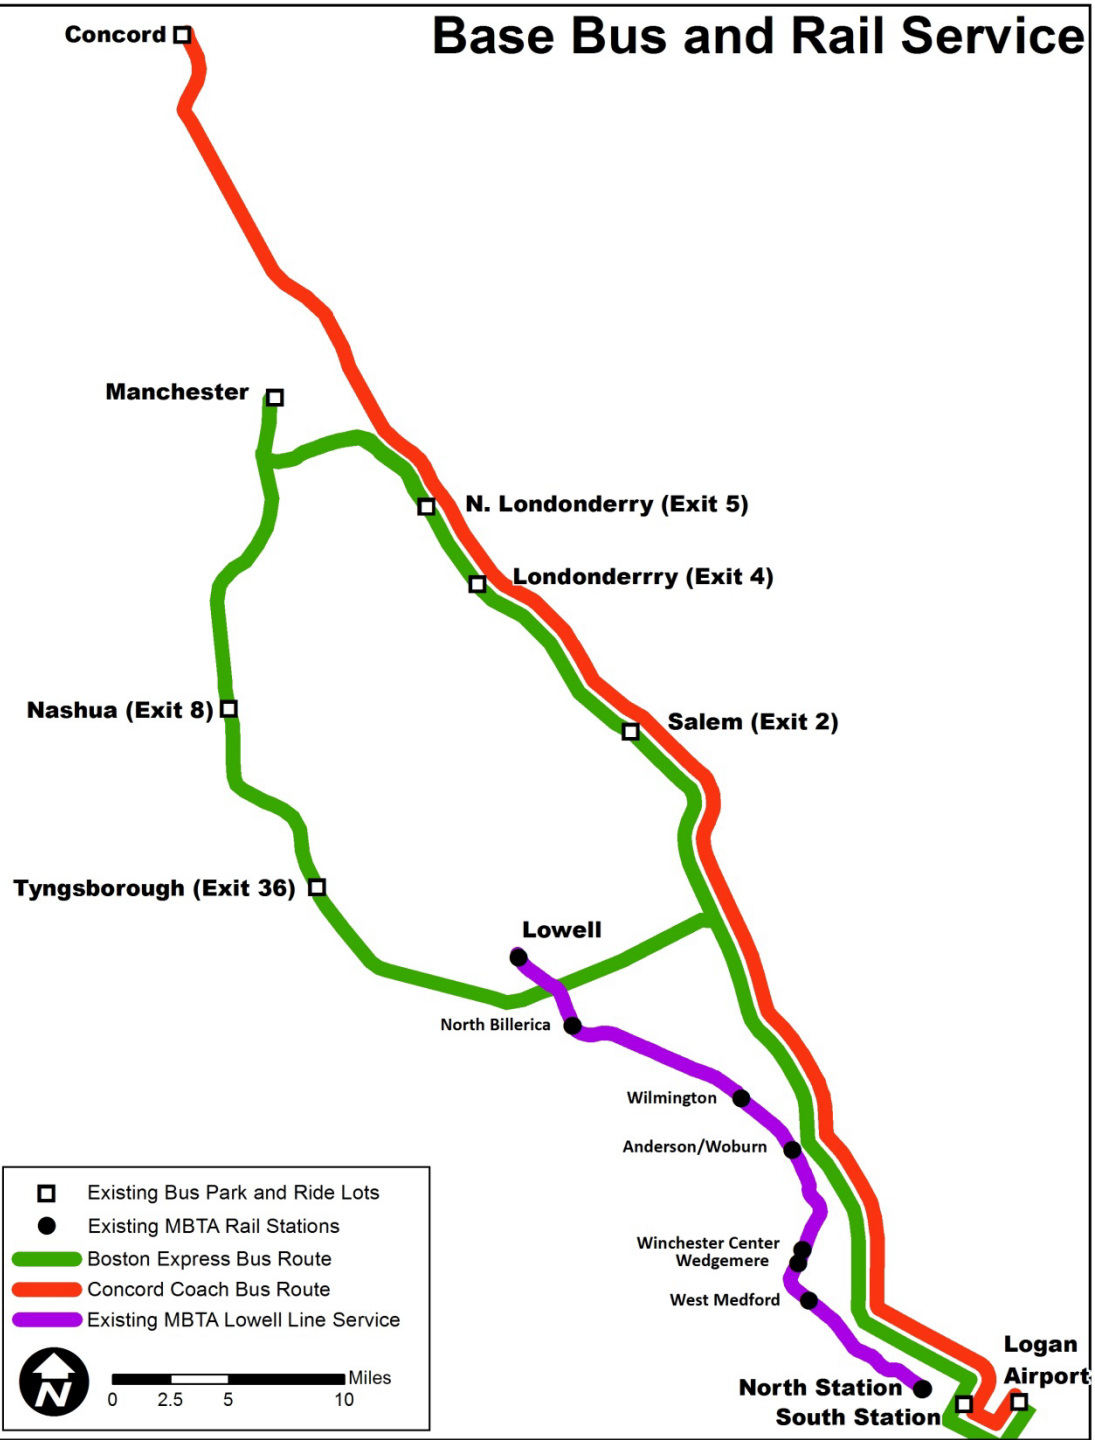 Base Bus and Rail Service
Concord
Manchester
N. Londonderry (Exit 5)
Londonderrry (Exit 4)
Nashua (Exit 8)
Salem (Exit 2)
Tyngsborough (Exit 36)
Lowell
North Billerica
Wilmington
Anderson/Woburn
Winchester Center
Wedgemere
West Medford
Logan
Airport
North Station
South Station
Existing Bus Park and Ride Lots
Existing MBTA Rail Stations
Boston Express Bus Route
Concord Coach Bus Route
Existing MBTA Lowell Line Service
N
Miles
0 2.5 5 10